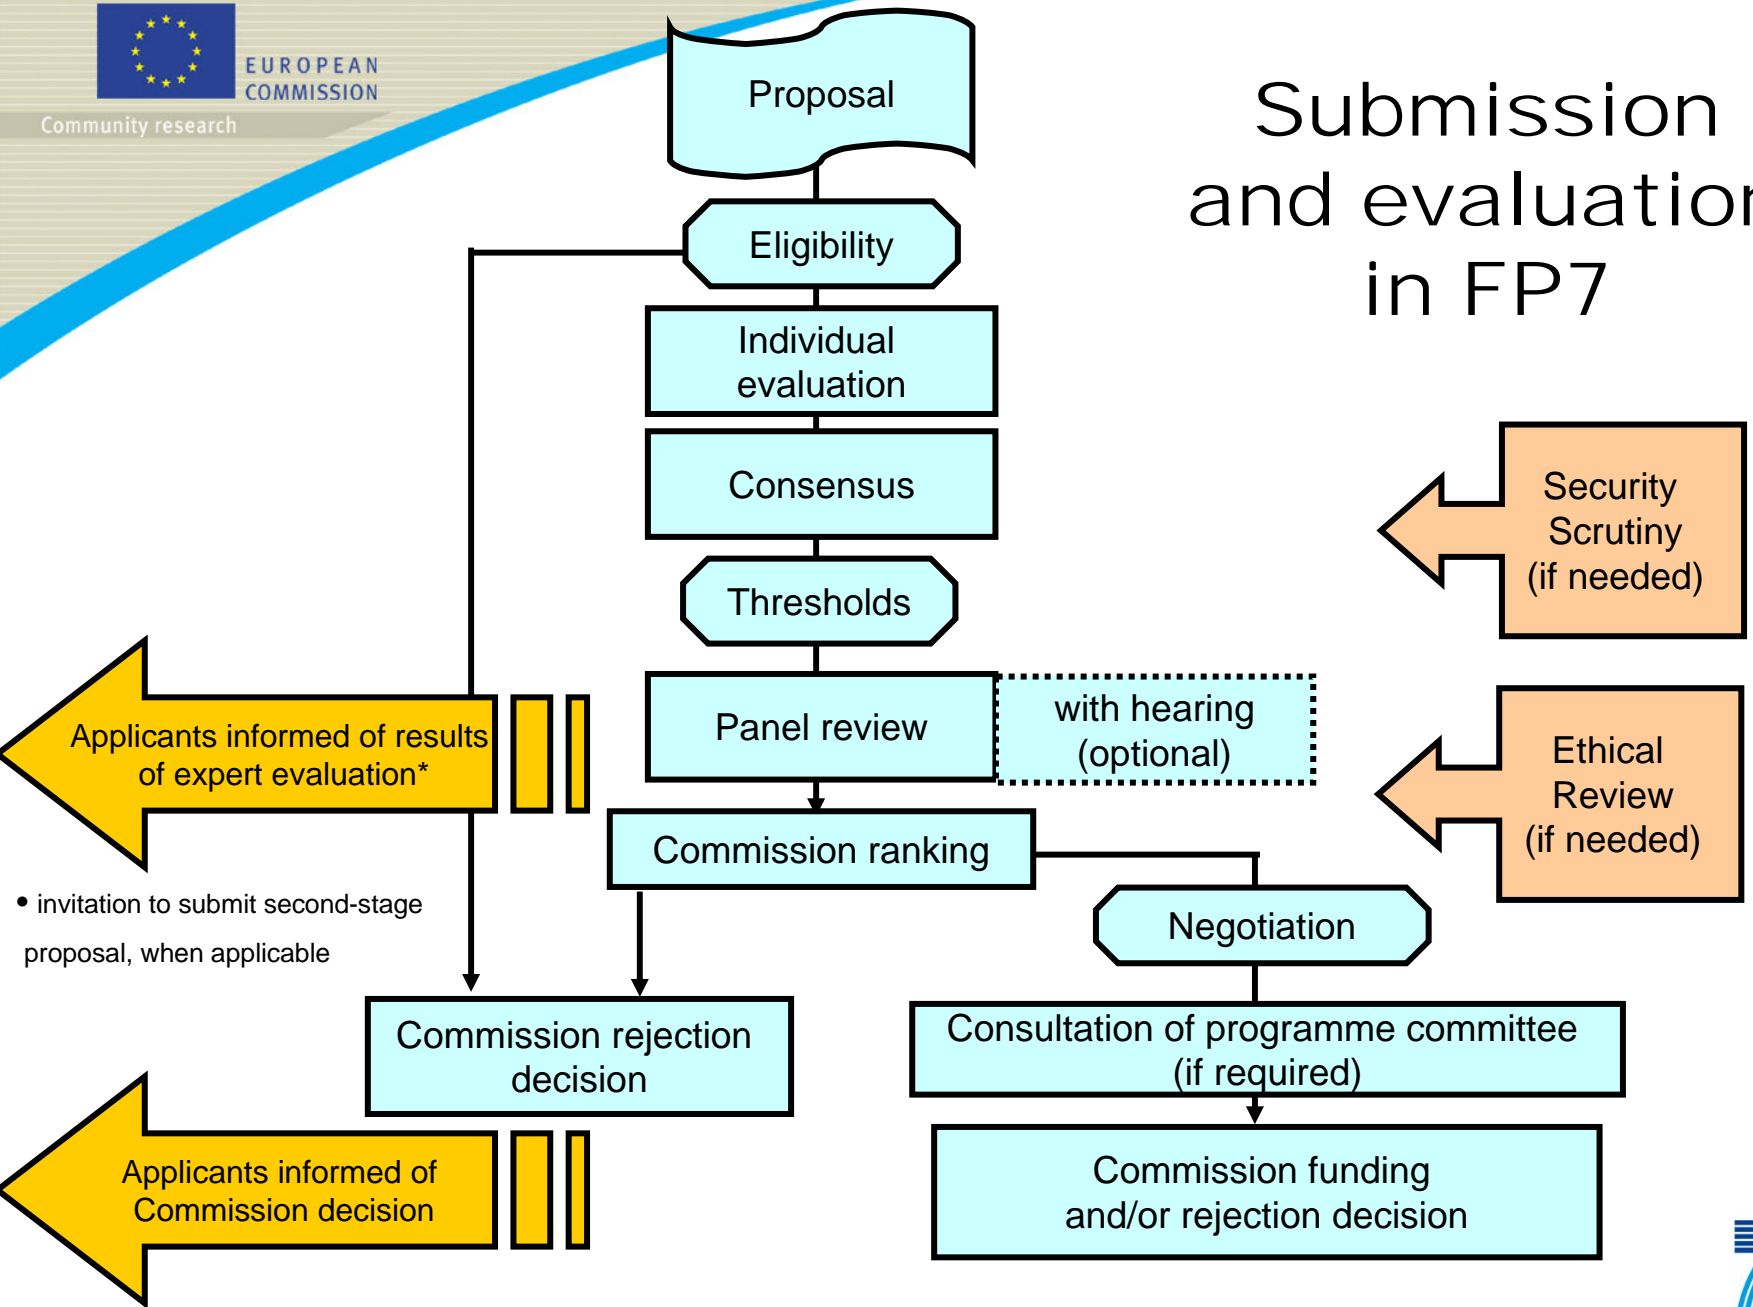 EUROPEAN
COMMISSION
Community research
Submission
and evaluation
in FP7
Proposal
Eligibility
Individual
evaluation
Consensus
Thresholds
Panel review
with hearing
(optional)
Security
Scrutiny
(if needed)
Ethical
Review
(if needed)
Applicants informed of results
of expert evaluation*
Commission ranking
• invitation to submit second-stage
proposal, when applicable
Negotiation
Commission rejection
decision
Consultation of programme committee
(if required)
Applicants informed of
Commission decision
Commission funding
and/or rejection decision